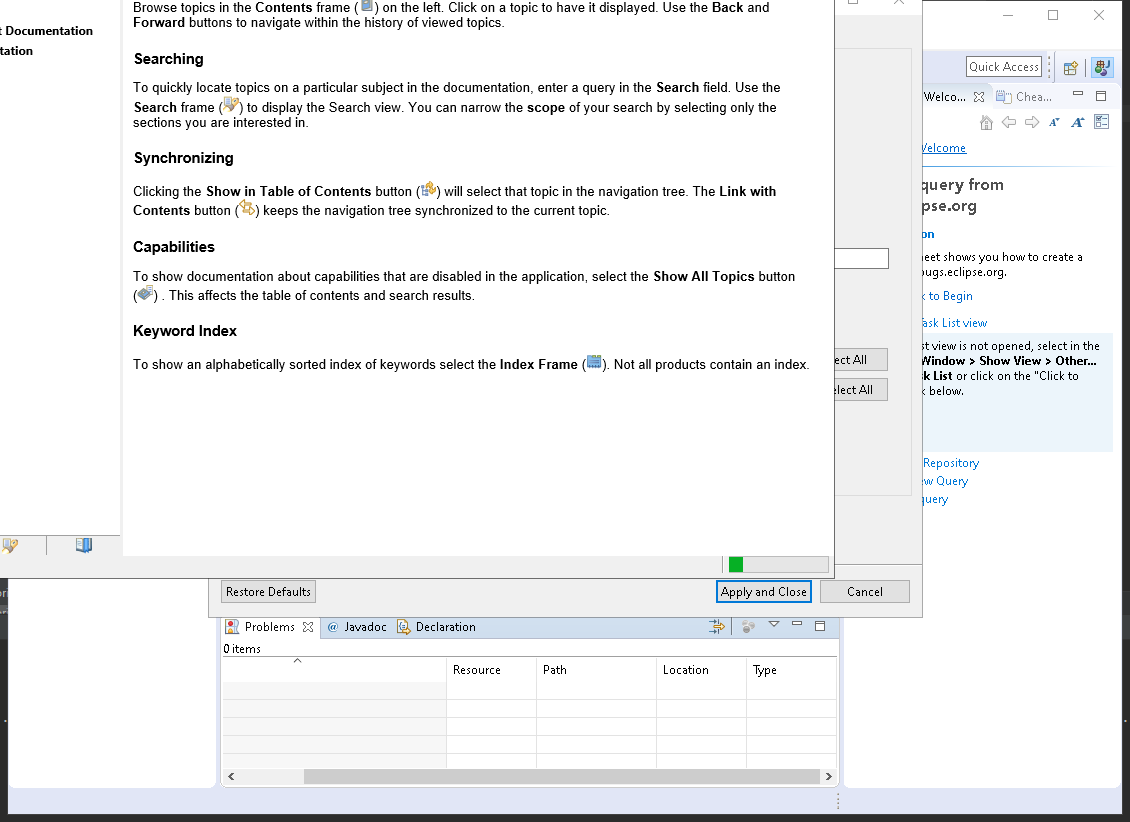 Browse topics in the Contents frame ( ) on the left. Click on a topic to have it displayed. Use the Back and
Forward buttons to navigate within the history of viewed topics.
Documentation
Searching
To quickly locate topics on a particular subject in the documentation, enter a query in the Search field. Use the
Search frame ( ) to display the Search view. You can narrow the scope of your search by selecting only the
sections you are interested in.
Synchronizing
Clicking the Show in Table of Contents button ( ) will select that topic in the navigation tree. The Link with
Contents button ( ) keeps the navigation tree synchronized to the current topic.
Capabilities
To show documentation about capabilities that are disabled in the application, select the Show All Topics button
( ) . This affects the table of contents and search results.
Keyword Index
To show an alphabetically sorted index of keywords select the Index Frame ( ). Not all products contain an index.
Quick Access
Welco...
Chea...
Welcome
query from
pse.org
on
eet shows you how to create a
bugs.eclipse.org.
to Begin
Task List view
st view is not opened, select in the
Window > Show View > Other...
k List or click on the "Click to
below.
Repository
w Query
query
ect All
elect All
Restore Defaults
Apply and Close
Cancel
Problems
@ Javadoc
Declaration
0 items
Resource
Path
Location
Type